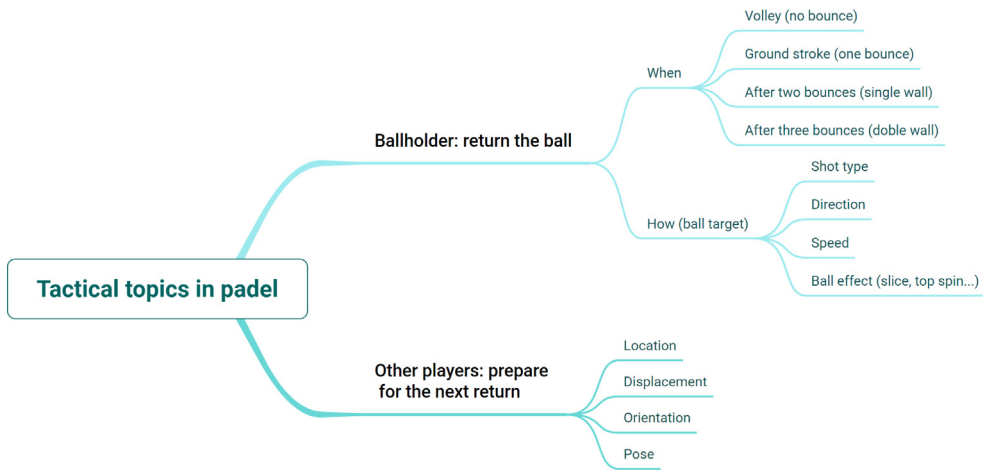 Tactical topics in padel
Ballholder: return the ball
When
Volley (no bounce)
Ground stroke (one bounce)
After two bounces (single wall)
After three bounces (doble wall)
How (ball target)
Shot type
Direction
Speed
Ball effect (slice, top spin...)
Other players: prepare
for the next return
Location
Displacement
Orientation
Pose